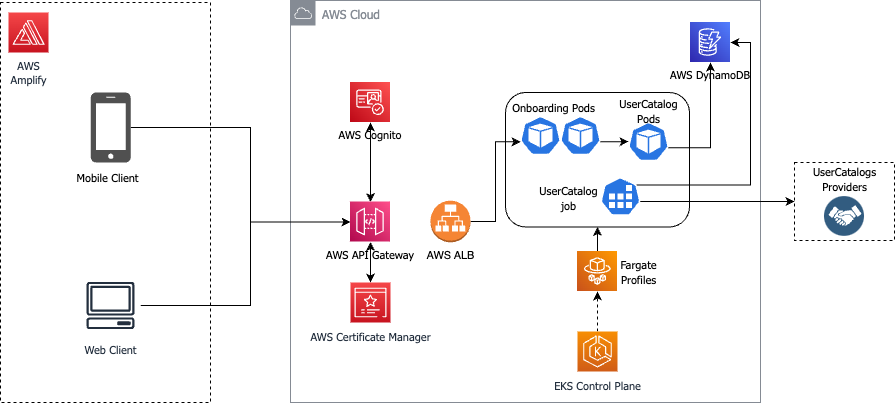 AWS
Amplify
Mobile Client
Web Client
AWS Cloud
AWS Cognito
AWS API Gateway
AWS Certificate Manager
AWS ALB
Onboarding Pods
UserCatalog
Pods
UserCatalog
job
AWS DynamoDB
Fargate
Profiles
EKS Control Plane
K
UserCatalogs
Providers